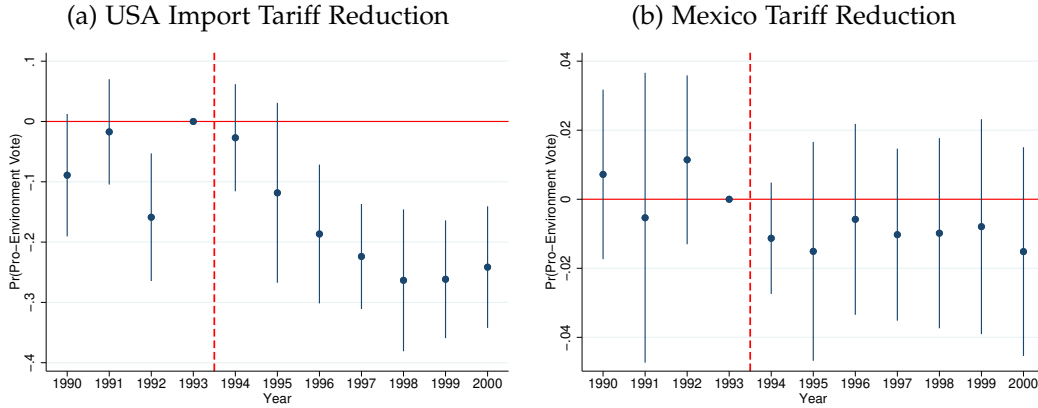 (a) USA Import Tariff Reduction
Pr(Pro−Environment Vote)
.1
0
-.1
-.2
-.3
-.4
1990 1991 1992 1993 1994 1995 1996 1997 1998 1999 2000
Year
(b) Mexico Tariff Reduction
Pr(Pro−Environment Vote)
.04
.02
0
-.02
-.04
1990 1991 1992 1993 1994 1995 1996 1997 1998 1999 2000
Year